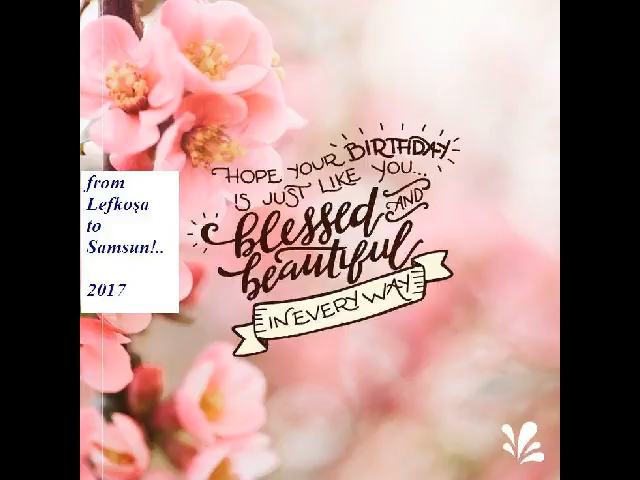 HOPE YOUR BIRTHDAY
IS JUST LIKE YOU...
blessed AND
beautiful
IN EVERY WAY
from
Lefkoşa
to
Samsun!..
2017